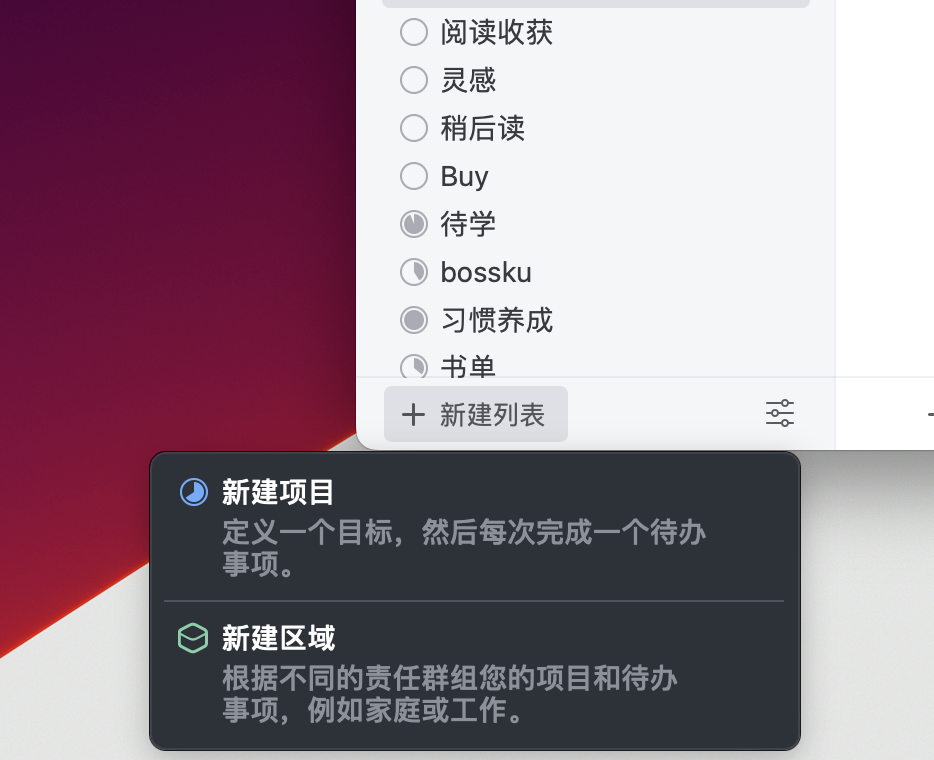 阅读收获
灵感
稍后读
Buy
待学
bossku
习惯养成
书单
新建列表
新建项目
定义一个目标，然后每次完成一个待办
事项。
新建区域
根据不同的责任群组您的项目和待办
事项，例如家庭或工作。